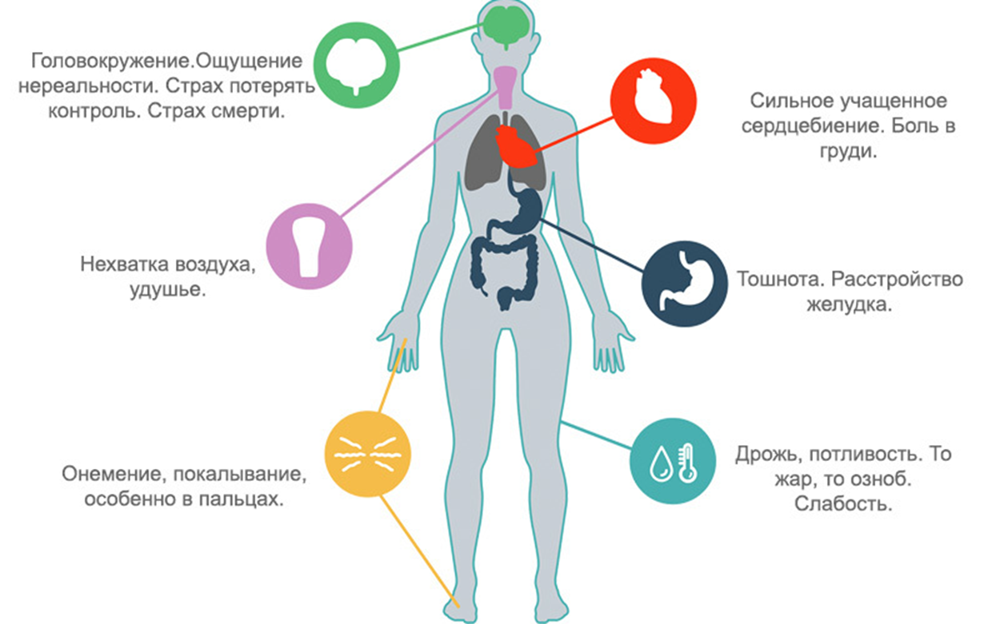 Головокружение.Ощущение
нереальности. Страх потерять
контроль. Страх смерти.
Сильное учащенное
сердцебиение. Боль в
груди.
Нехватка воздуха,
удушье.
Тошнота. Расстройство
желудка.
Онемение, покалывание,
особенно в пальцах.
Дрожь, потливость. То
жар, то озноб.
Слабость.